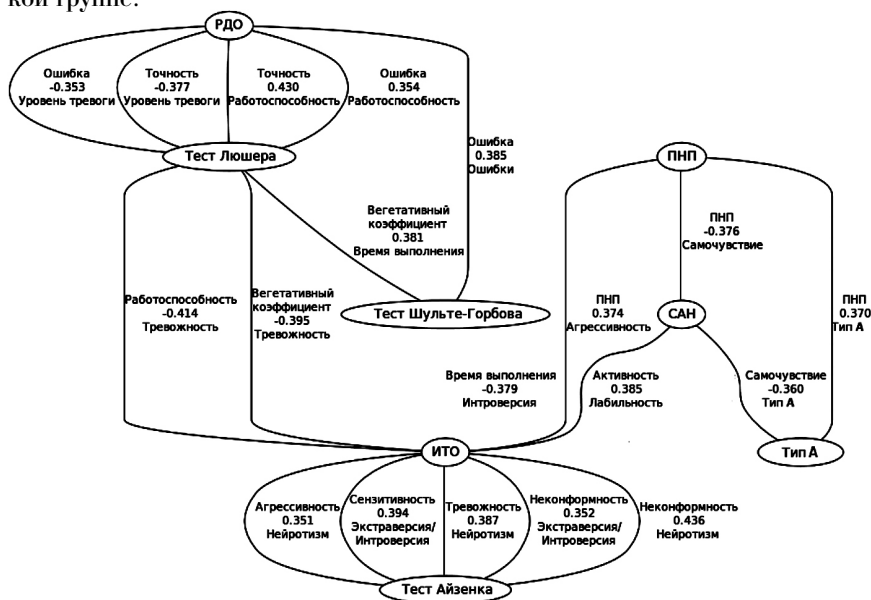 кой группе.
РДО
Ошибка
-0.353
Уровень тревоги
Точность
-0.377
Уровень тревоги
Точность
0.430
Работоспособность
Ошибка
0.354
Работоспособность
Ошибка
0.385
Ошибки
Тест Люшера
ПНП
Вегетативный
коэффициент
0.381
Время выполнения
ПНП
-0.376
Самочувствие
Работоспособность
-0.414
Тревожность
Вегетативный
коэффициент
-0.395
Тревожность
Тест Шульте-Горбова
ПНП
0.374
Агрессивность
САН
ПНП
0.370
Тип А
Время выполнения
-0.379
Интроверсия
Активность
0.385
Лабильность
Самочувствие
-0.360
Тип А
ИТО
Тип А
Агрессивность
0.351
Нейротизм
Сензитивность
0.394
Экстраверсия/
Интроверсия
Тревожность
0.387
Нейротизм
Неконформность
0.352
Экстраверсия/
Интроверсия
Неконформность
0.436
Нейротизм
Тест Айзенка